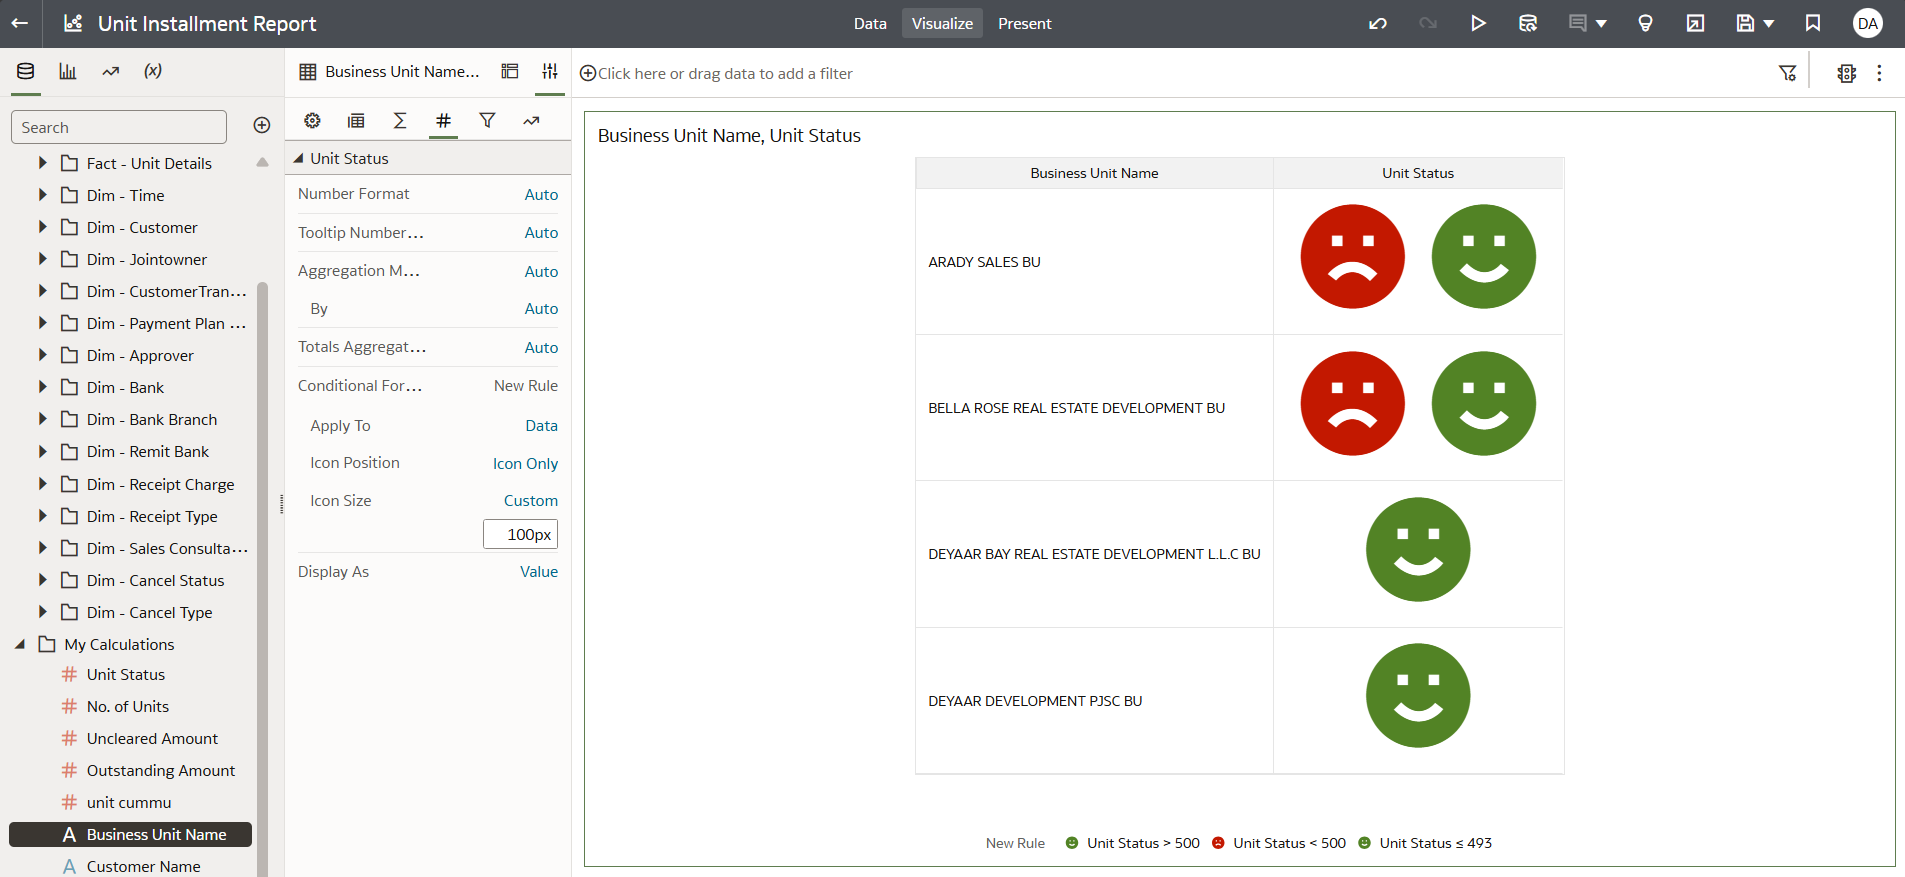 Unit Installment Report
Data Visualize Present
DA
(x)
Business Unit Name...
Click here or drag data to add a filter
Search
Fact - Unit Details
Dim - Time
Dim - Customer
Dim - Jointowner
Dim - CustomerTran...
Dim - Payment Plan ...
Dim - Approver
Dim - Bank
Dim - Bank Branch
Dim - Remit Bank
Dim - Receipt Charge
Dim - Receipt Type
Dim - Sales Consulta...
Dim - Cancel Status
Dim - Cancel Type
My Calculations
# Unit Status
# No. of Units
# Uncleared Amount
# Outstanding Amount
# unit cummu
A Business Unit Name
A Customer Name
Σ #
Unit Status
Number Format Auto
Tooltip Number... Auto
Aggregation M... Auto
By Auto
Totals Aggregat... Auto
Conditional For... New Rule
Apply To Data
Icon Position Icon Only
Icon Size Custom
100px
Display As Value
Business Unit Name, Unit Status
Business Unit Name Unit Status
ARADY SALES BU
BELLA ROSE REAL ESTATE DEVELOPMENT BU
DEYAAR BAY REAL ESTATE DEVELOPMENT L.L.C BU
DEYAAR DEVELOPMENT PJSC BU
New Rule Unit Status > 500 Unit Status < 500 Unit Status ≤ 493